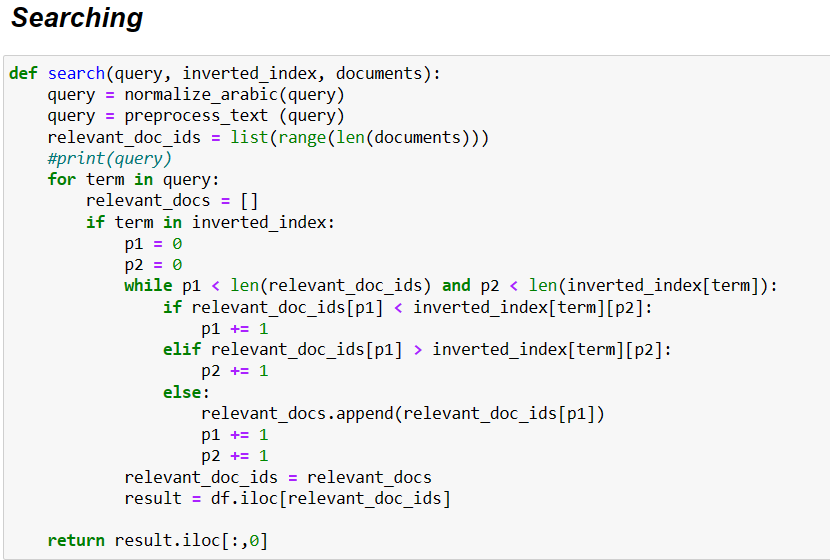 Searching
def search(query, inverted_index, documents):
    query = normalize_arabic(query)
    query = preprocess_text (query)
    relevant_doc_ids = list(range(len(documents)))
    #print(query)
    for term in query:
        relevant_docs = []
        if term in inverted_index:
            p1 = 0
            p2 = 0
            while p1 < len(relevant_doc_ids) and p2 < len(inverted_index[term]):
                if relevant_doc_ids[p1] < inverted_index[term][p2]:
                    p1 += 1
                elif relevant_doc_ids[p1] > inverted_index[term][p2]:
                    p2 += 1
                else:
                    relevant_docs.append(relevant_doc_ids[p1])
                    p1 += 1
                    p2 += 1
            relevant_doc_ids = relevant_docs
            result = df.iloc[relevant_doc_ids]

    return result.iloc[:,0]